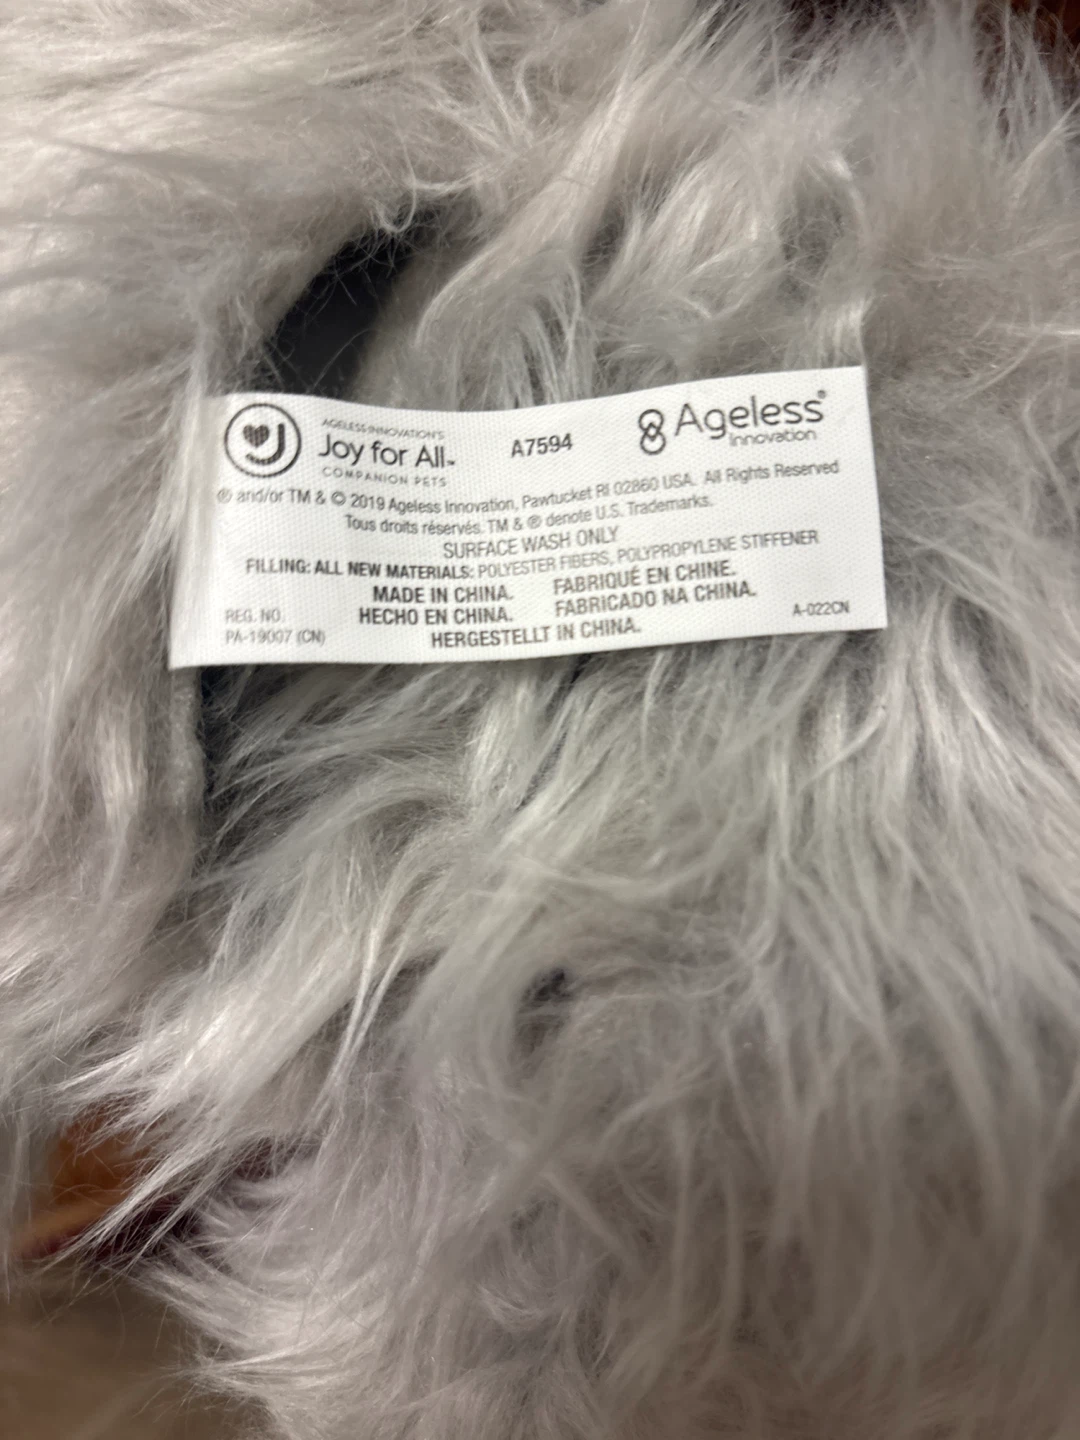 AGELESS INNOVATION'S
Joy for All™
COMPANION PETS
A7594
Ageless®
Innovation
® and/or TM & © 2019 Ageless Innovation, Pawtucket RI 02860 USA. All Rights Reserved
Tous droits réservés. TM & ® denote U.S. Trademarks.
SURFACE WASH ONLY
FILLING: ALL NEW MATERIALS: POLYESTER FIBERS, POLYPROPYLENE STIFFENER
MADE IN CHINA. FABRIQUÉ EN CHINE.
HECHO EN CHINA. FABRICADO NA CHINA.
HERGESTELLT IN CHINA.
REG. NO.
PA-19007 (CN)
A-022CN